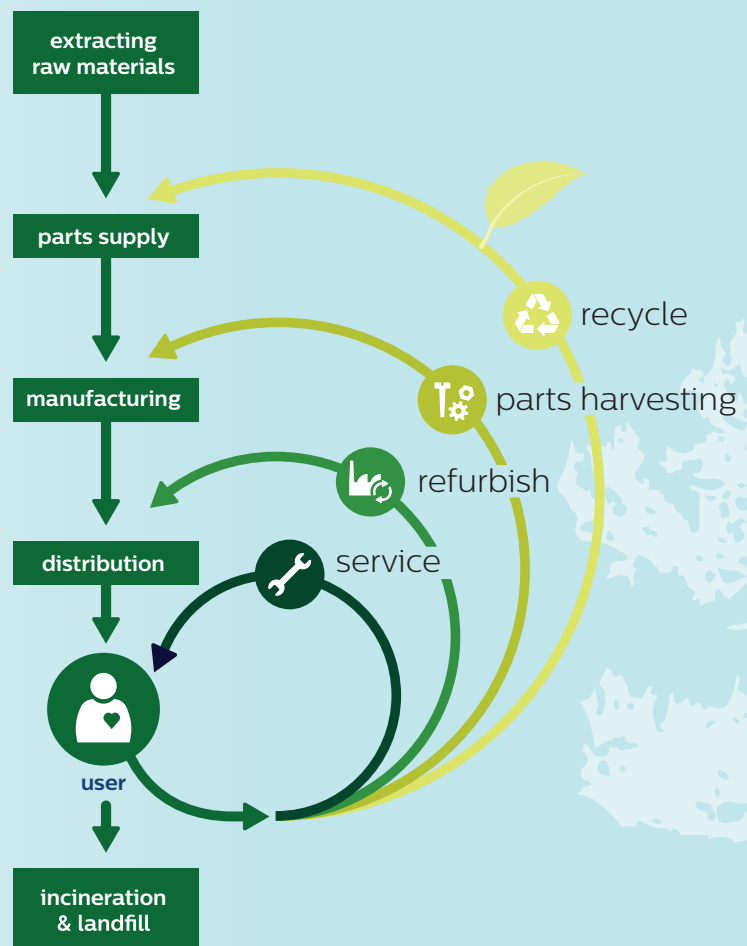 extracting
raw materials
parts supply
recycle
manufacturing
parts harvesting
refurbish
distribution
service
user
incineration
& landfill